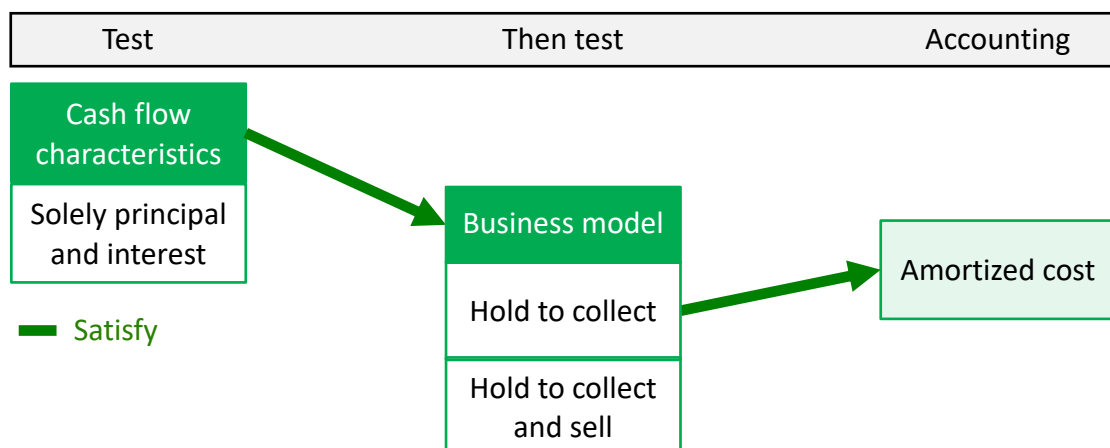 Test Then test Accounting
Cash flow
characteristics
Solely principal
and interest
Satisfy
Business model
Hold to collect
Hold to collect
and sell
Amortized cost